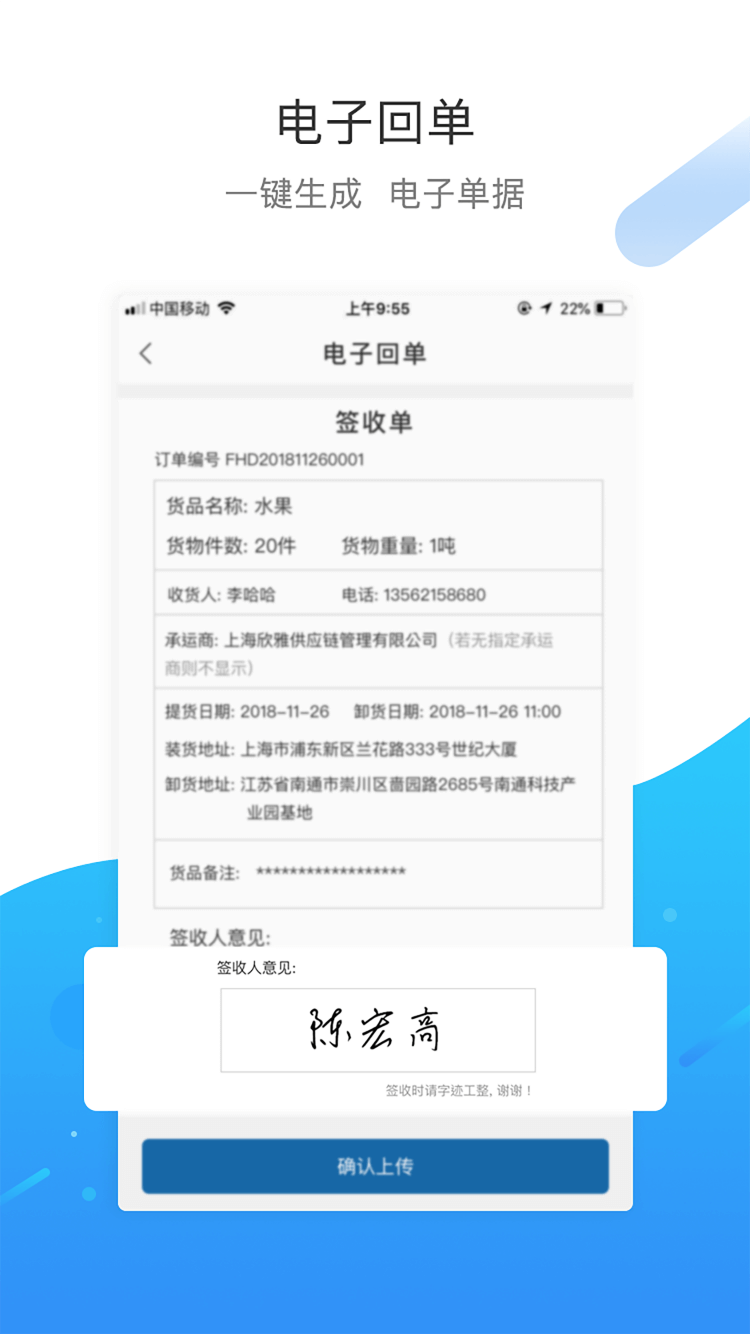 电子回单
一键生成 电子单据
中国移动 上午9:55 22%
电子回单
签收单
订单编号 FHD201811260001
货品名称: 水果
货物件数: 20件 货物重量: 1吨
收货人: 李哈哈 电话: 13562158680
承运商: 上海欣雅供应链管理有限公司（若无指定承运
商则不显示）
提货日期: 2018-11-26 卸货日期: 2018-11-26 11:00
装货地址: 上海市浦东新区兰花路333号世纪大厦
卸货地址: 江苏省南通市崇川区啬园路2685号南通科技产
业园基地
货品备注: ******************
签收人意见:
签收人意见:
陈宏高
签收时请字迹工整, 谢谢！
确认上传